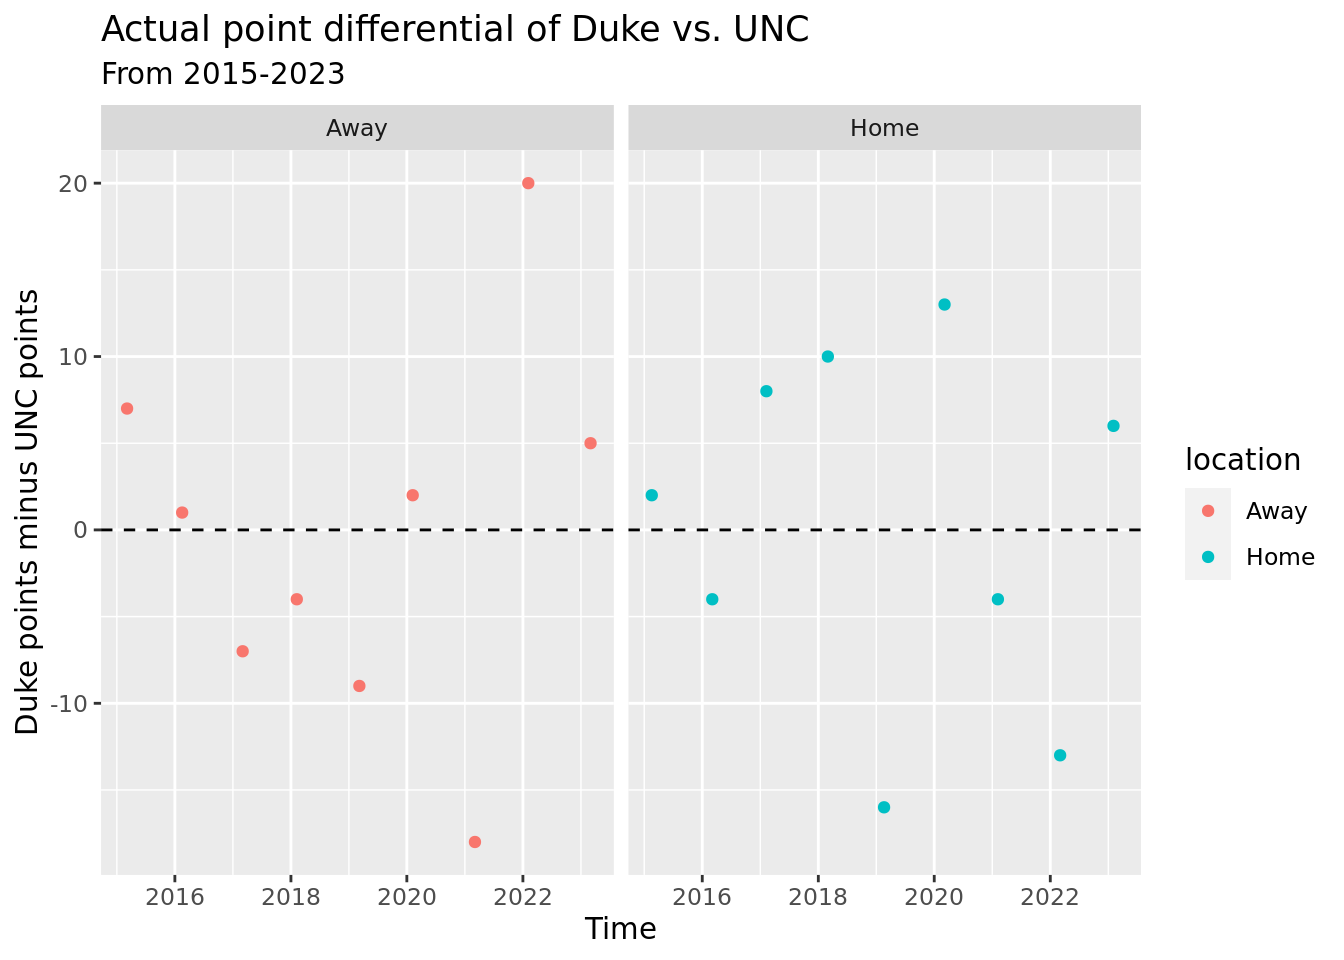 Actual point differential of Duke vs. UNC
From 2015-2023
Away
Home
20
10
0
-10
Duke points minus UNC points
2016
2018
2020
2022
2016
2018
2020
2022
Time
location
Away
Home